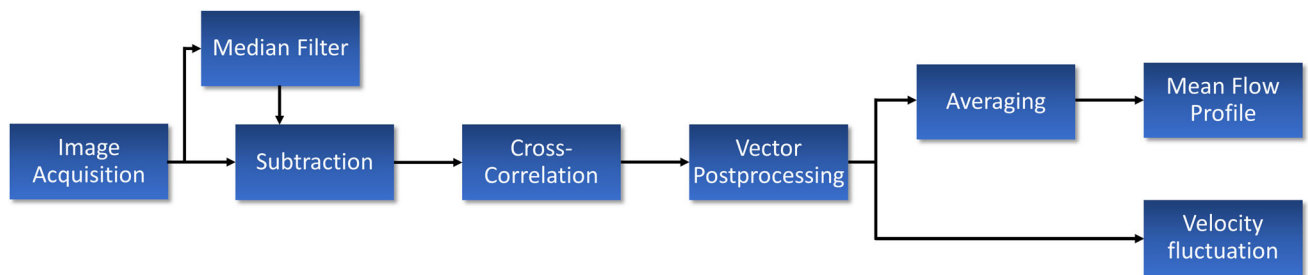 Median Filter
Image
Acquisition
Subtraction
Cross-
Correlation
Vector
Postprocessing
Averaging
Mean Flow
Profile
Velocity
fluctuation